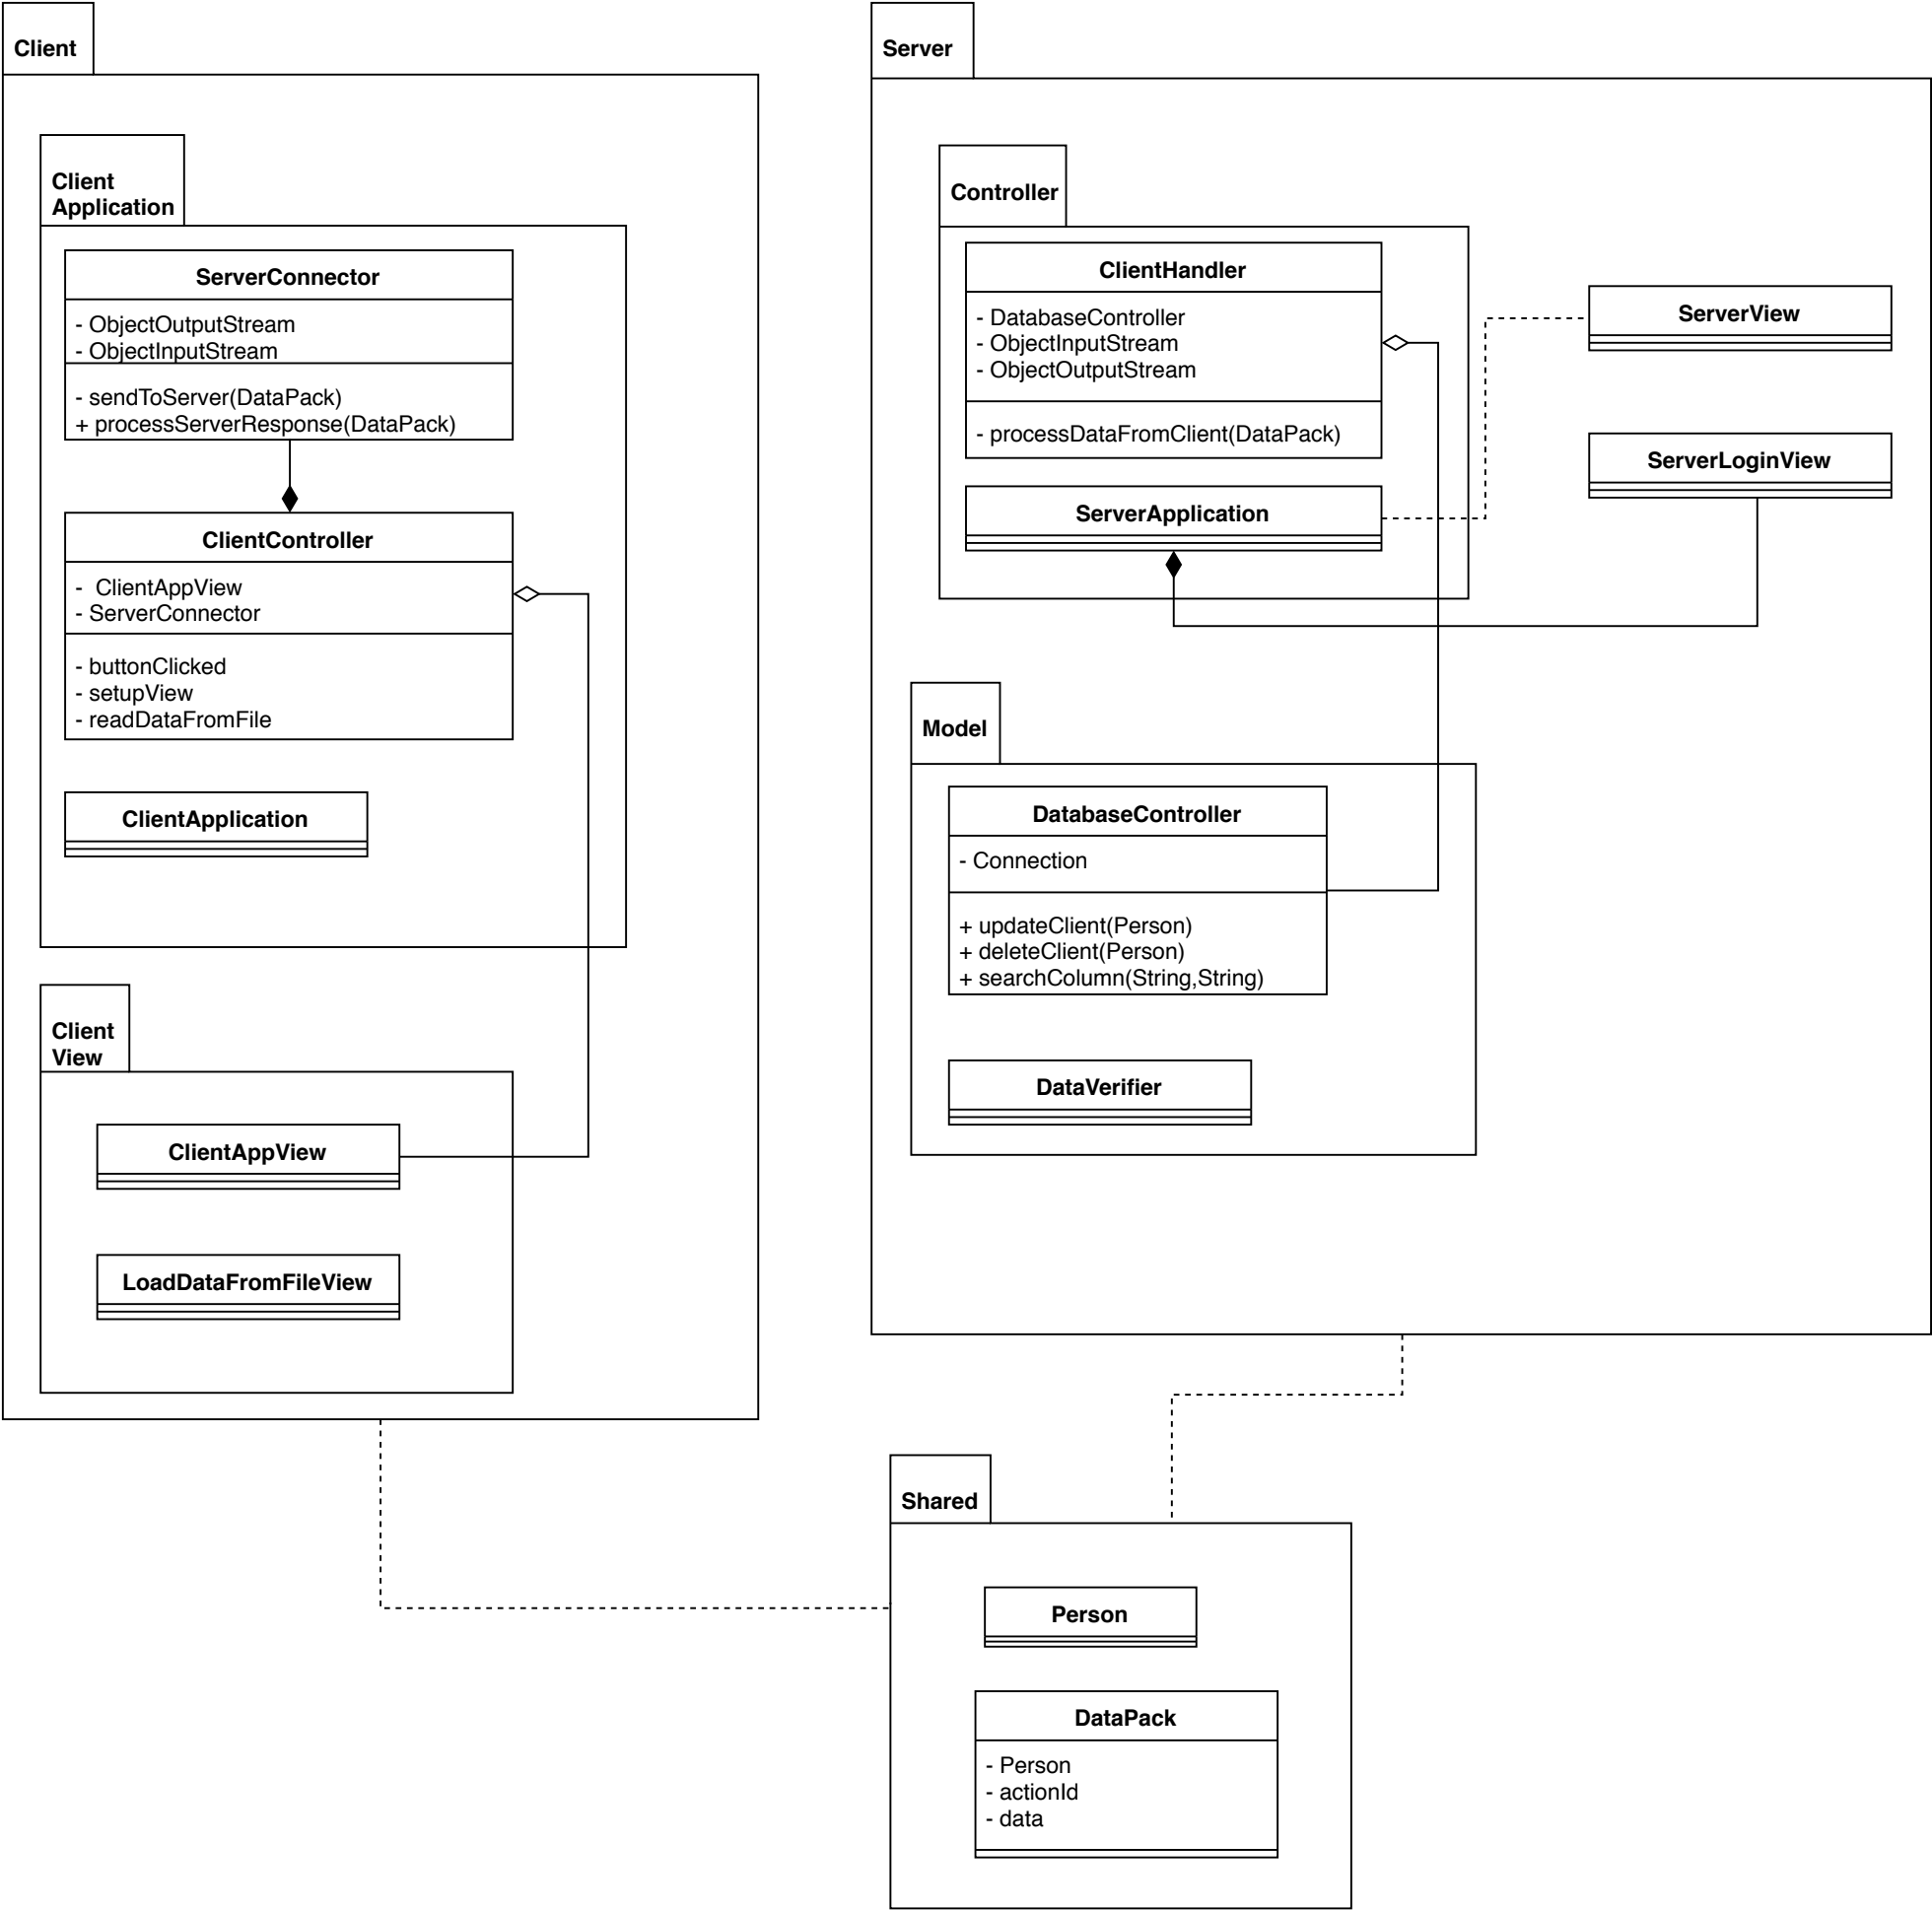 Client
Client
Application
ServerConnector
- ObjectOutputStream
- ObjectInputStream
- sendToServer(DataPack)
+ processServerResponse(DataPack)
ClientController
-  ClientAppView
- ServerConnector
- buttonClicked
- setupView
- readDataFromFile
ClientApplication
Client
View
ClientAppView
LoadDataFromFileView
Server
Controller
ClientHandler
- DatabaseController
- ObjectInputStream
- ObjectOutputStream
- processDataFromClient(DataPack)
ServerApplication
ServerView
ServerLoginView
Model
DatabaseController
- Connection
+ updateClient(Person)
+ deleteClient(Person)
+ searchColumn(String,String)
DataVerifier
Shared
Person
DataPack
- Person
- actionId
- data